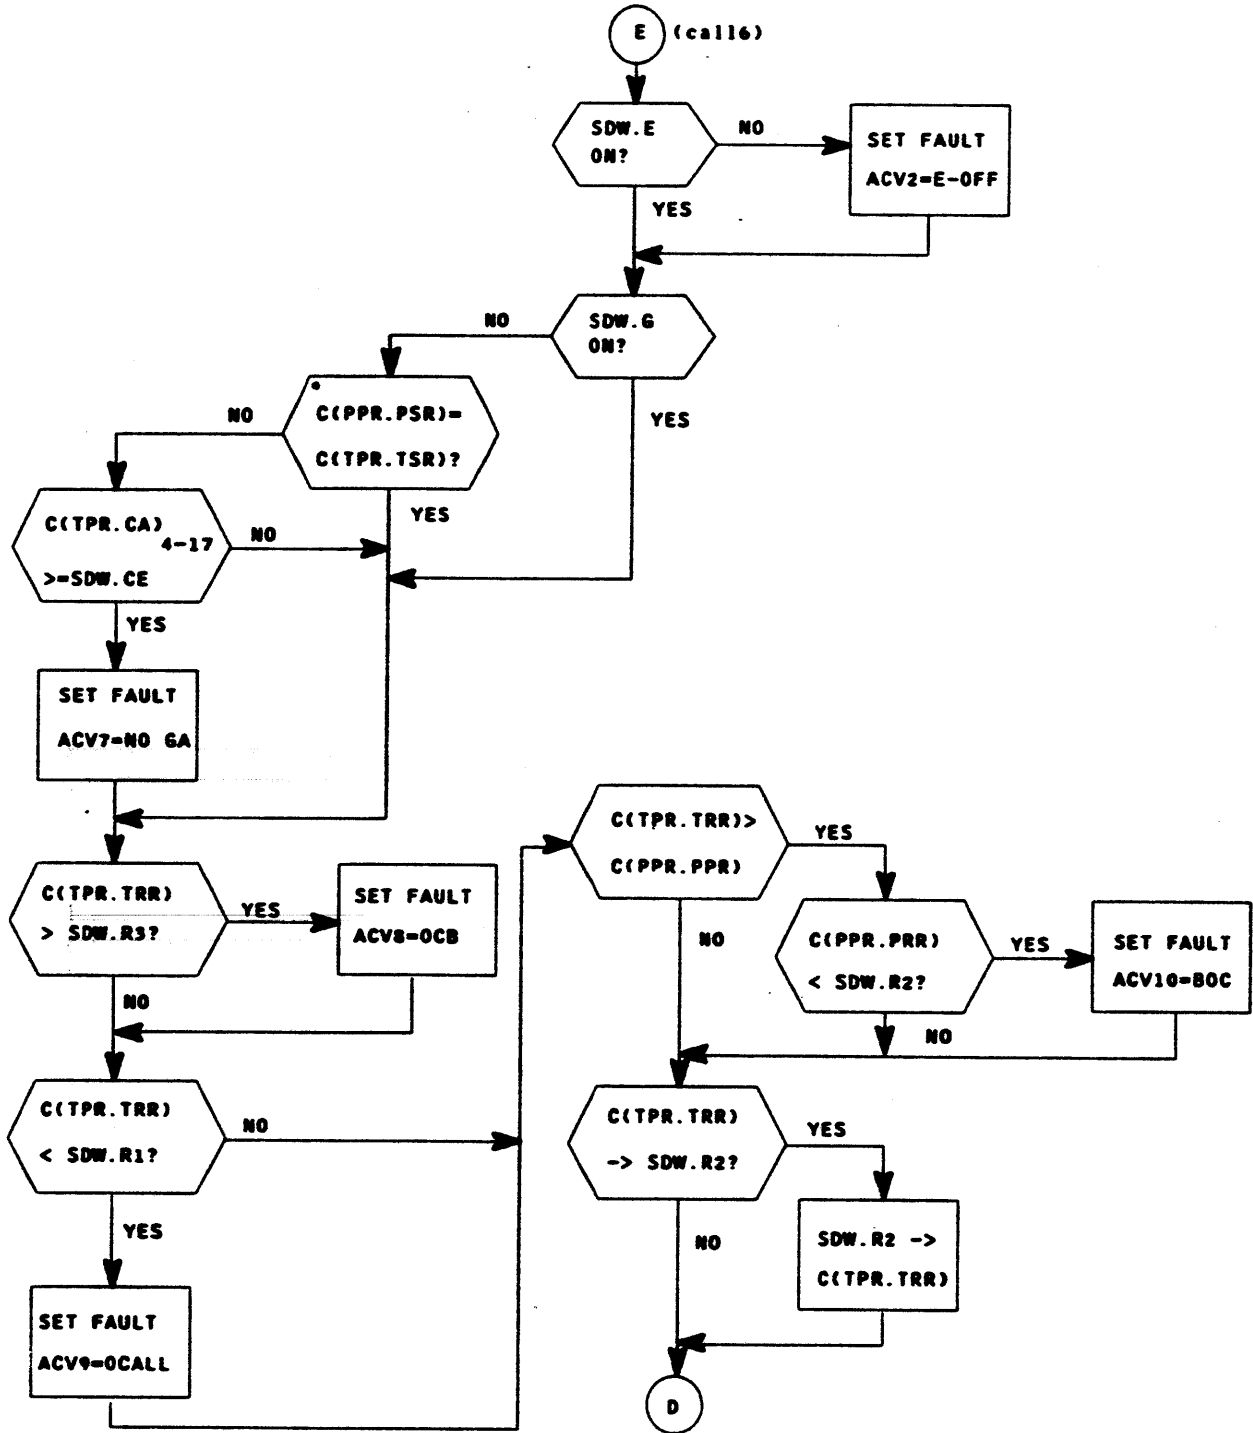 E (call6)
SDW.E
ON?
NO
SET FAULT
ACV2=E-OFF
YES
SDW.G
ON?
NO
YES
*
C(PPR.PSR)=
C(TPR.TSR)?
NO
YES
C(TPR.CA)
4-17
>=SDW.CE
NO
YES
SET FAULT
ACV7=NO GA
C(TPR.TRR)
> SDW.R3?
YES
SET FAULT
ACV8=OCB
NO
C(TPR.TRR)
< SDW.R1?
NO
YES
SET FAULT
ACV9=OCALL
C(TPR.TRR)>
C(PPR.PPR)
YES
NO
C(PPR.PRR)
< SDW.R2?
YES
SET FAULT
ACV10=BOC
NO
C(TPR.TRR)
-> SDW.R2?
YES
NO
SDW.R2 ->
C(TPR.TRR)
D